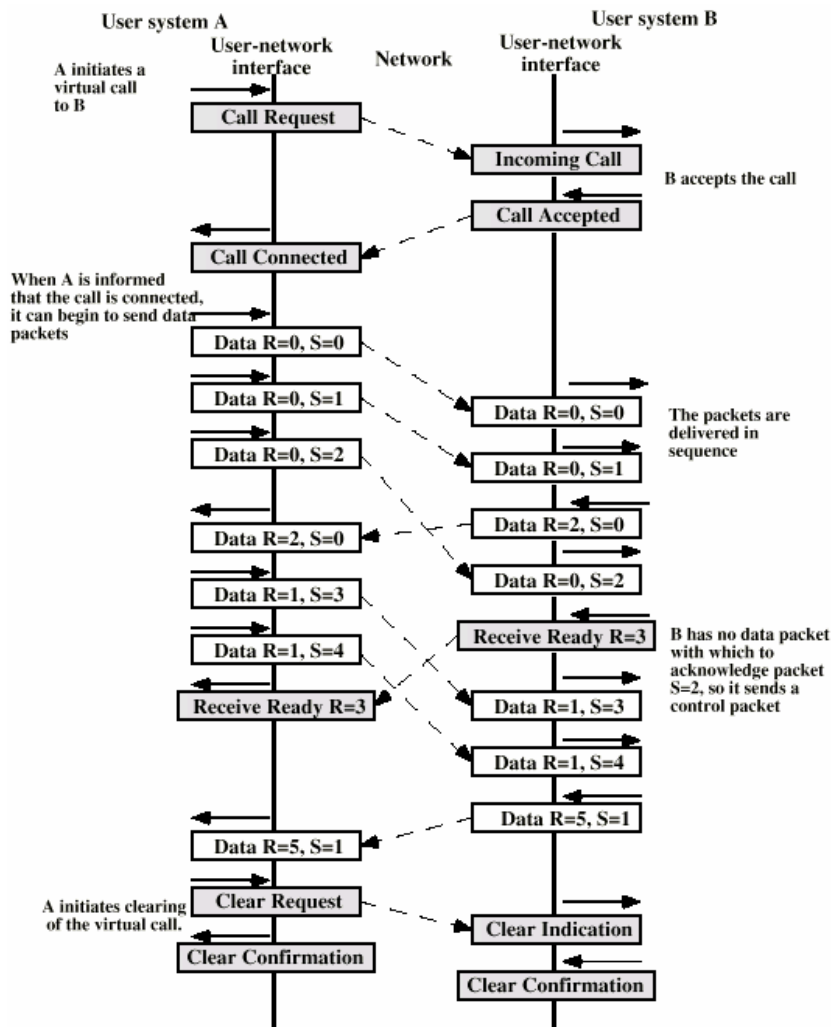 User system A
User system B
User-network
interface
Network
User-network
interface
A initiates a
virtual call
to B
Call Request
Incoming Call
B accepts the call
Call Accepted
Call Connected
When A is informed
that the call is connected,
it can begin to send data
packets
Data R=0, S=0
Data R=0, S=1
Data R=0, S=0
The packets are
delivered in
sequence
Data R=0, S=2
Data R=0, S=1
Data R=2, S=0
Data R=2, S=0
Data R=0, S=2
Data R=1, S=3
Receive Ready R=3
B has no data packet
with which to
acknowledge packet
S=2, so it sends a
control packet
Data R=1, S=4
Receive Ready R=3
Data R=1, S=3
Data R=1, S=4
Data R=5, S=1
Data R=5, S=1
Clear Request
A initiates clearing
of the virtual call.
Clear Indication
Clear Confirmation
Clear Confirmation